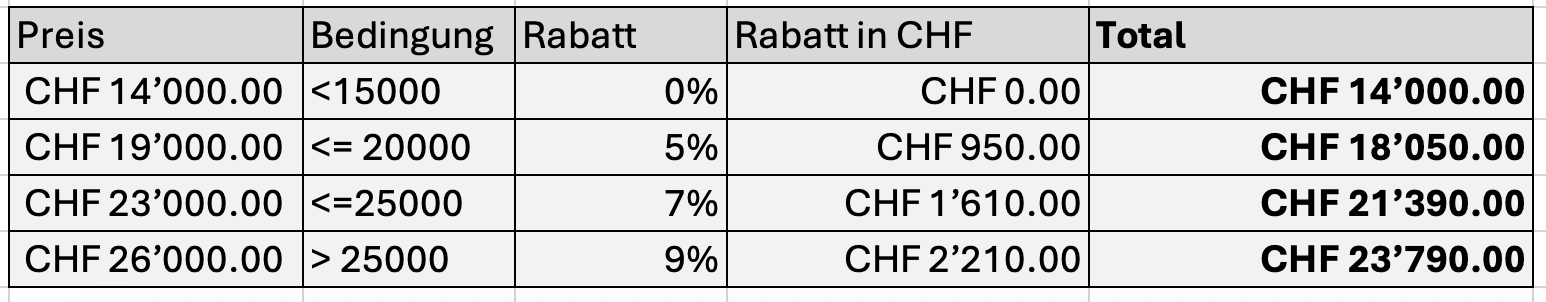 Preis Bedingung Rabatt Rabatt in CHF Total
CHF 14’000.00 <15000 0% CHF 0.00 CHF 14’000.00
CHF 19’000.00 <= 20000 5% CHF 950.00 CHF 18’050.00
CHF 23’000.00 <=25000 7% CHF 1’610.00 CHF 21’390.00
CHF 26’000.00 > 25000 9% CHF 2’210.00 CHF 23’790.00